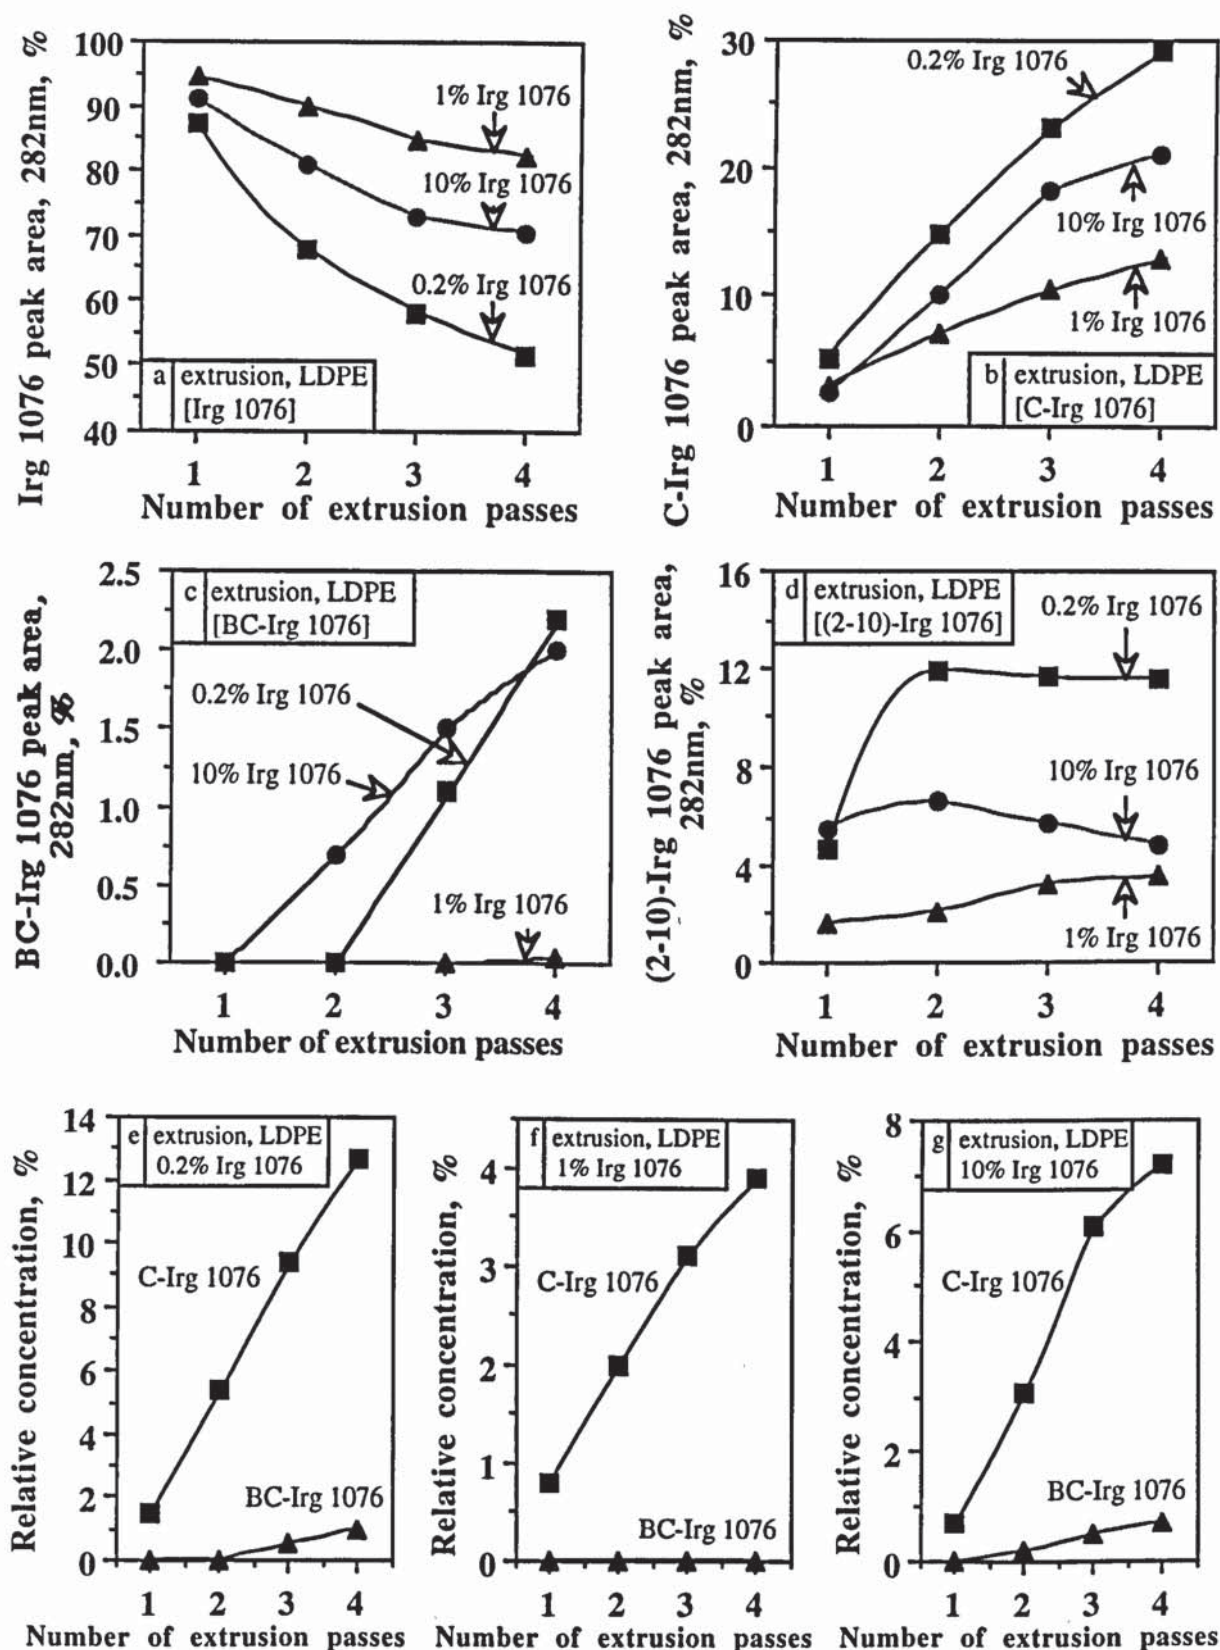 Irg 1076 peak area, 282nm, %
100
90
80
70
60
50
40
1% Irg 1076
10% Irg 1076
0.2% Irg 1076
a extrusion, LDPE
[Irg 1076]
1 2 3 4
Number of extrusion passes
C-Irg 1076 peak area, 282nm, %
30
20
10
0
0.2% Irg 1076
10% Irg 1076
1% Irg 1076
b extrusion, LDPE
[C-Irg 1076]
1 2 3 4
Number of extrusion passes
BC-Irg 1076 peak area,
282nm, %
2.5
2.0
1.5
1.0
0.5
0.0
c extrusion, LDPE
[BC-Irg 1076]
0.2% Irg 1076
10% Irg 1076
1% Irg 1076
1 2 3 4
Number of extrusion passes
(2-10)-Irg 1076 peak area,
282nm, %
16
12
8
4
0
d extrusion, LDPE
[(2-10)-Irg 1076]
0.2% Irg 1076
10% Irg 1076
1% Irg 1076
1 2 3 4
Number of extrusion passes
Relative concentration, %
14
12
10
8
6
4
2
0
e extrusion, LDPE
0.2% Irg 1076
C-Irg 1076
BC-Irg 1076
1 2 3 4
Number of extrusion passes
Relative concentration, %
4
3
2
1
0
f extrusion, LDPE
1% Irg 1076
C-Irg 1076
BC-Irg 1076
1 2 3 4
Number of extrusion passes
Relative concentration, %
8
6
4
2
0
g extrusion, LDPE
10% Irg 1076
C-Irg 1076
BC-Irg 1076
1 2 3 4
Number of extrusion passes